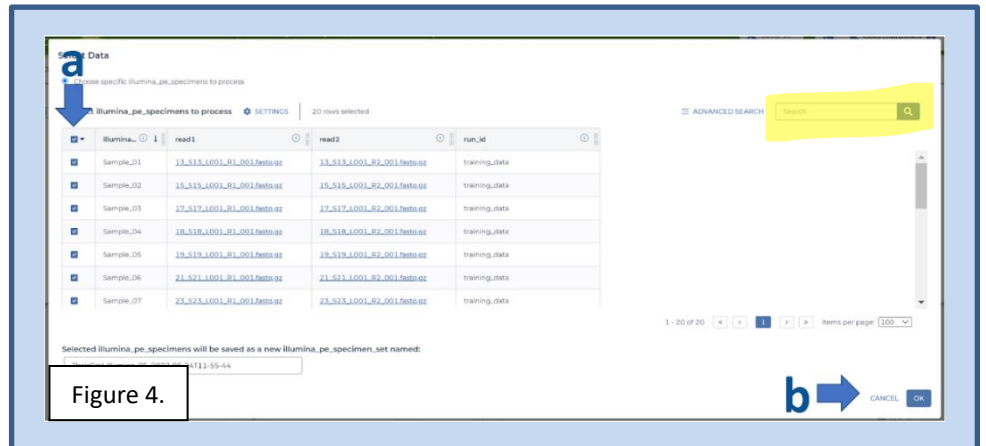 Data
a
Choose specific illumina_pe_specimens to process
illumina_pe_specimens to process SETTINGS 20 rows selected ADVANCED SEARCH Search
illumina... read1 read2 run_id
Sample_01 13_S13_L001_R1_001.fastq.gz 13_S13_L001_R2_001.fastq.gz training_data
Sample_02 15_S15_L001_R1_001.fastq.gz 15_S15_L001_R2_001.fastq.gz training_data
Sample_03 17_S17_L001_R1_001.fastq.gz 17_S17_L001_R2_001.fastq.gz training_data
Sample_04 18_S18_L001_R1_001.fastq.gz 18_S18_L001_R2_001.fastq.gz training_data
Sample_05 19_S19_L001_R1_001.fastq.gz 19_S19_L001_R2_001.fastq.gz training_data
Sample_06 21_S21_L001_R1_001.fastq.gz 21_S21_L001_R2_001.fastq.gz training_data
Sample_07 23_S23_L001_R1_001.fastq.gz 23_S23_L001_R2_001.fastq.gz training_data
1 - 20 of 20 « < 1 > » Items per page: 100
Selected illumina_pe_specimens will be saved as a new illumina_pe_specimen_set named:
Figure 4.
b
CANCEL OK